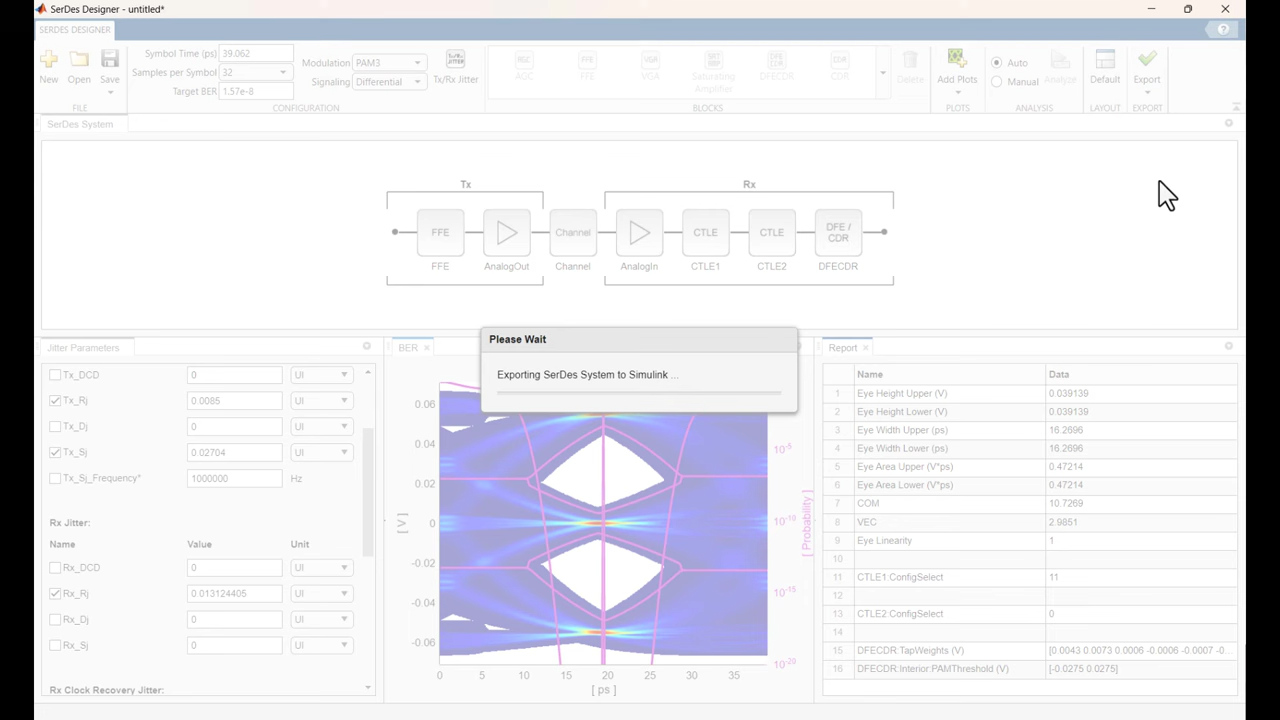 SerDes Designer - untitled*
SERDES DESIGNER
New
Open
Save
FILE
Symbol Time (ps) 39.062
Samples per Symbol 32
Target BER 1.57e-8
Modulation PAM3
Signaling Differential
Tx/Rx Jitter
CONFIGURATION
AGC
FFE
VGA
Saturating Amplifier
DFECDR
CDR
Delete
BLOCKS
Add Plots
PLOTS
Auto
Manual
Analyze
ANALYSIS
Default
LAYOUT
Export
EXPORT
SerDes System
Tx
Rx
FFE
Channel
CTLE
CTLE
DFE /
CDR
FFE
AnalogOut
Channel
AnalogIn
CTLE1
CTLE2
DFECDR
Please Wait
Exporting SerDes System to Simulink ...
Jitter Parameters
Tx_DCD 0 UI
Tx_Rj 0.0085 UI
Tx_Dj 0 UI
Tx_Sj 0.02704 UI
Tx_Sj_Frequency* 1000000 Hz
Rx Jitter:
Name Value Unit
Rx_DCD 0 UI
Rx_Rj 0.013124405 UI
Rx_Dj 0 UI
Rx_Sj 0 UI
Rx Clock Recovery Jitter:
BER
0.06
0.04
0.02
0
-0.02
-0.04
-0.06
[ V ]
0 5 10 15 20 25 30 35
[ ps ]
10-5
10-10
10-15
10-20
[ Probability ]
Report
Name Data
1 Eye Height Upper (V) 0.039139
2 Eye Height Lower (V) 0.039139
3 Eye Width Upper (ps) 16.2696
4 Eye Width Lower (ps) 16.2696
5 Eye Area Upper (V*ps) 0.47214
6 Eye Area Lower (V*ps) 0.47214
7 COM 10.7269
8 VEC 2.9851
9 Eye Linearity 1
10
11 CTLE1:ConfigSelect 11
12
13 CTLE2:ConfigSelect 0
14
15 DFECDR:TapWeights (V) [0.0043 0.0073 0.0006 -0.0006 -0.0007 -0...
16 DFECDR:Interior:PAMThreshold (V) [-0.0275 0.0275]